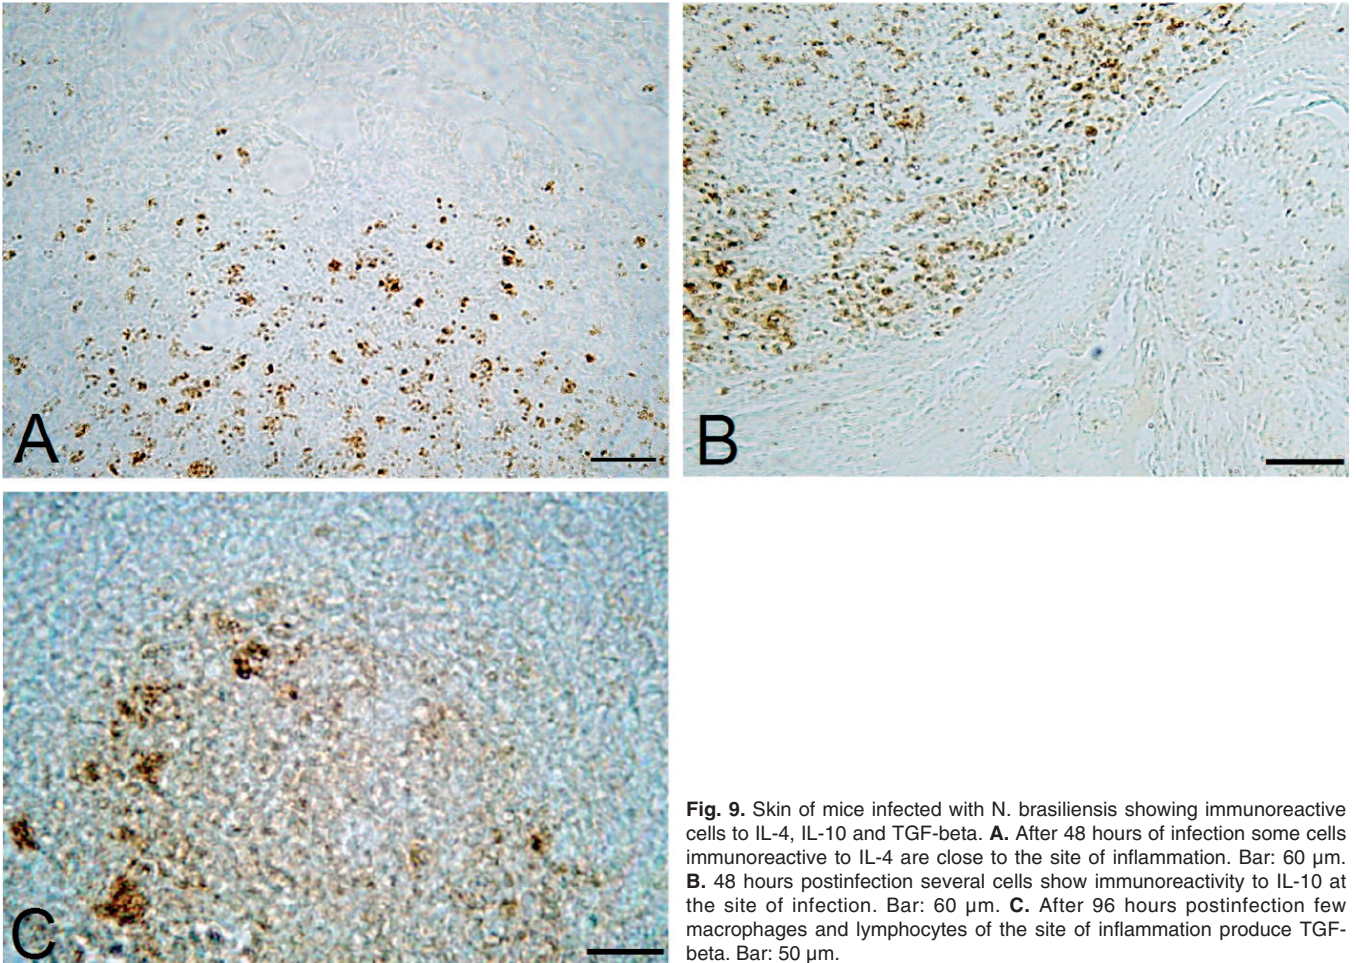 A
B
C
Fig. 9. Skin of mice infected with N. brasiliensis showing immunoreactive
cells to IL-4, IL-10 and TGF-beta. A. After 48 hours of infection some cells
immunoreactive to IL-4 are close to the site of inflammation. Bar: 60 µm.
B. 48 hours postinfection several cells show immunoreactivity to IL-10 at
the site of infection. Bar: 60 µm. C. After 96 hours postinfection few
macrophages and lymphocytes of the site of inflammation produce TGF-
beta. Bar: 50 µm.